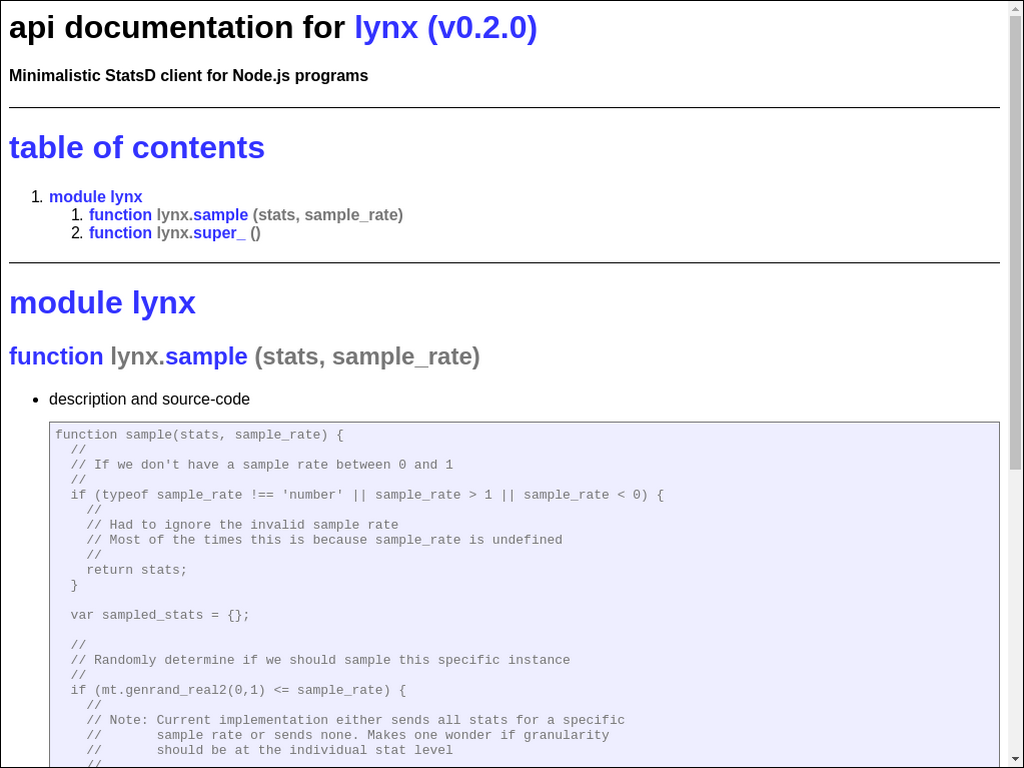 api documentation for lynx (v0.2.0)
Minimalistic StatsD client for Node.js programs
table of contents
1. module lynx
1. function lynx.sample (stats, sample_rate)
2. function lynx.super_ ()
module lynx
function lynx.sample (stats, sample_rate)
• description and source-code
function sample(stats, sample_rate) {
  //
  // If we don't have a sample rate between 0 and 1
  //
  if (typeof sample_rate !== 'number' || sample_rate > 1 || sample_rate < 0) {
    //
    // Had to ignore the invalid sample rate
    // Most of the times this is because sample_rate is undefined
    //
    return stats;
  }
  var sampled_stats = {};
  //
  // Randomly determine if we should sample this specific instance
  //
  if (mt.genrand_real2(0,1) <= sample_rate) {
    //
    // Note: Current implementation either sends all stats for a specific
    //       sample rate or sends none. Makes one wonder if granularity
    //       should be at the individual stat level
    //